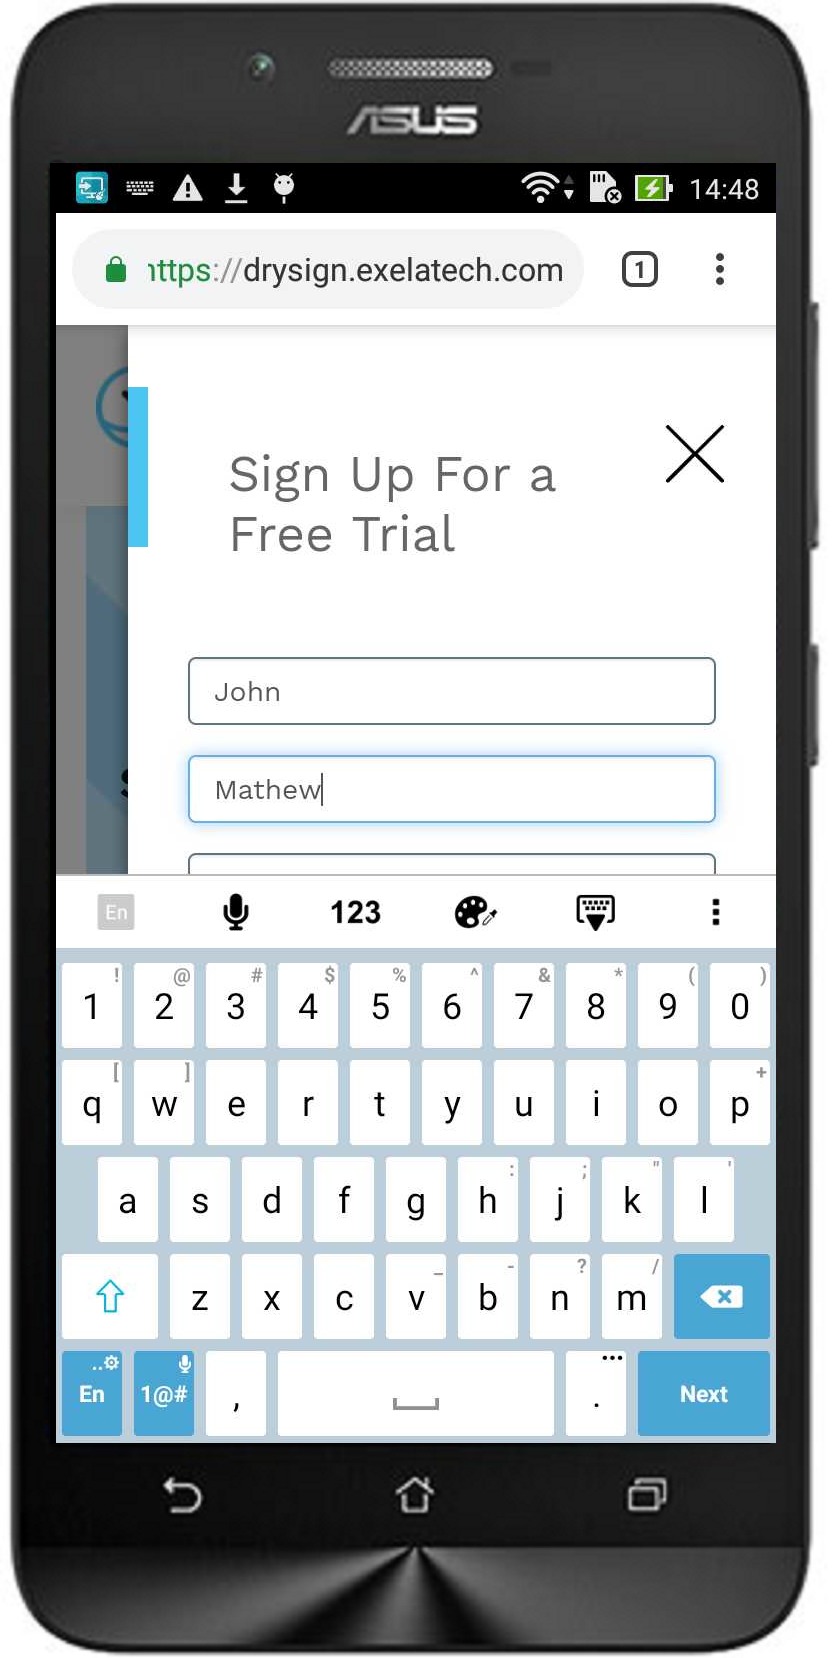 ASUS
14:48
https://drysign.exelatech.com
1
Sign Up For a
Free Trial
John
Mathew
En
123
! @ # $ % ^ & * ( )
1 2 3 4 5 6 7 8 9 0
[ ] +
q w e r t y u i o p
: ; " '
a s d f g h j k l
_ - ? /
z x c v b n m
En 1@# , . Next